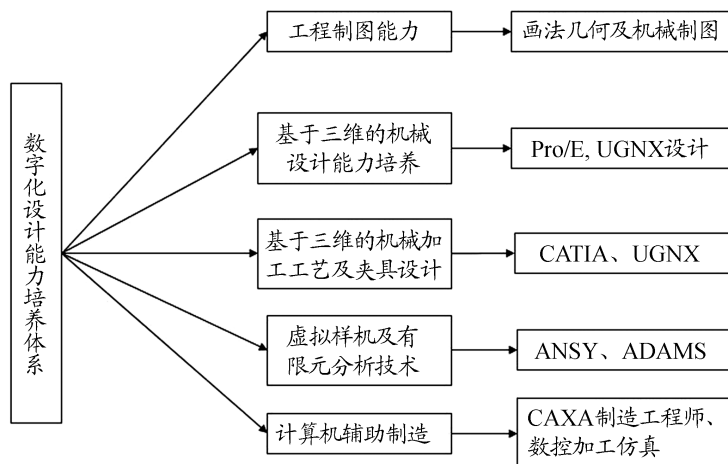 数字化设计能力培养体系
工程制图能力
画法几何及机械制图
基于三维的机械
设计能力培养
Pro/E, UGNX设计
基于三维的机械加
工工艺及夹具设计
CATIA、UGNX
虚拟样机及有
限元分析技术
ANSY、ADAMS
计算机辅助制造
CAXA制造工程师、
数控加工仿真